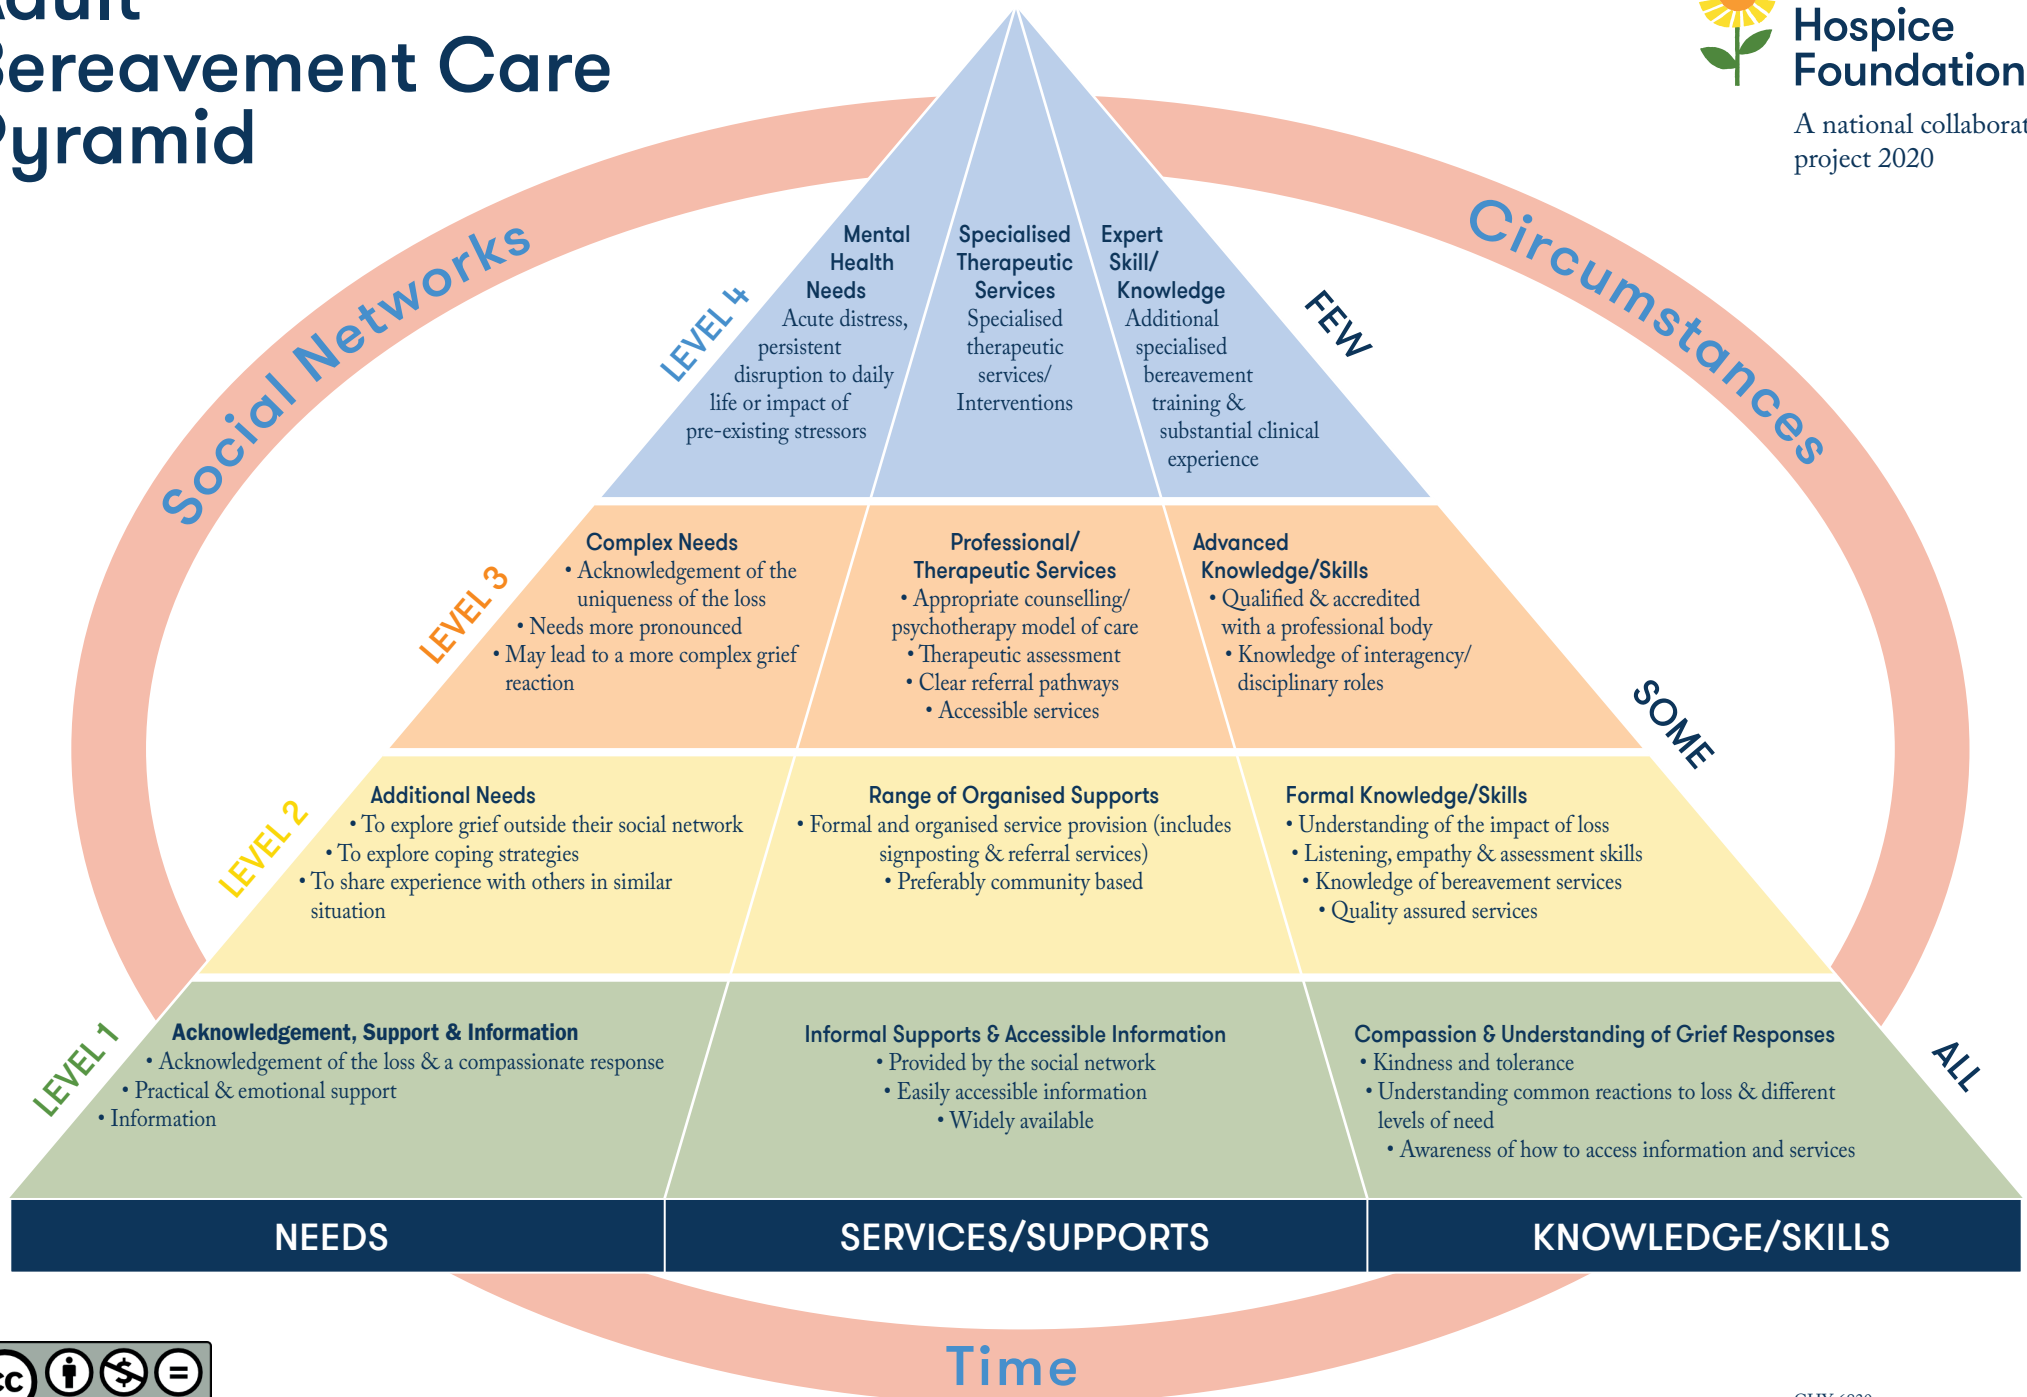 Adult
Bereavement Care
Pyramid
Hospice
Foundation
A national collaborat
project 2020
Social Networks
Circumstances
LEVEL 4
FEW
Mental
Health
Needs
Acute distress,
persistent
disruption to daily
life or impact of
pre-existing stressors
Specialised
Therapeutic
Services
Specialised
therapeutic
services/
Interventions
Expert
Skill/
Knowledge
Additional
specialised
bereavement
training &
substantial clinical
experience
LEVEL 3
SOME
Complex Needs
• Acknowledgement of the
uniqueness of the loss
• Needs more pronounced
• May lead to a more complex grief
reaction
Professional/
Therapeutic Services
• Appropriate counselling/
psychotherapy model of care
• Therapeutic assessment
• Clear referral pathways
• Accessible services
Advanced
Knowledge/Skills
• Qualified & accredited
with a professional body
• Knowledge of interagency/
disciplinary roles
LEVEL 2
Additional Needs
• To explore grief outside their social network
• To explore coping strategies
• To share experience with others in similar
situation
Range of Organised Supports
• Formal and organised service provision (includes
signposting & referral services)
• Preferably community based
Formal Knowledge/Skills
• Understanding of the impact of loss
• Listening, empathy & assessment skills
• Knowledge of bereavement services
• Quality assured services
LEVEL 1
ALL
Acknowledgement, Support & Information
• Acknowledgement of the loss & a compassionate response
• Practical & emotional support
• Information
Informal Supports & Accessible Information
• Provided by the social network
• Easily accessible information
• Widely available
Compassion & Understanding of Grief Responses
• Kindness and tolerance
• Understanding common reactions to loss & different
levels of need
• Awareness of how to access information and services
NEEDS
SERVICES/SUPPORTS
KNOWLEDGE/SKILLS
Time
cc